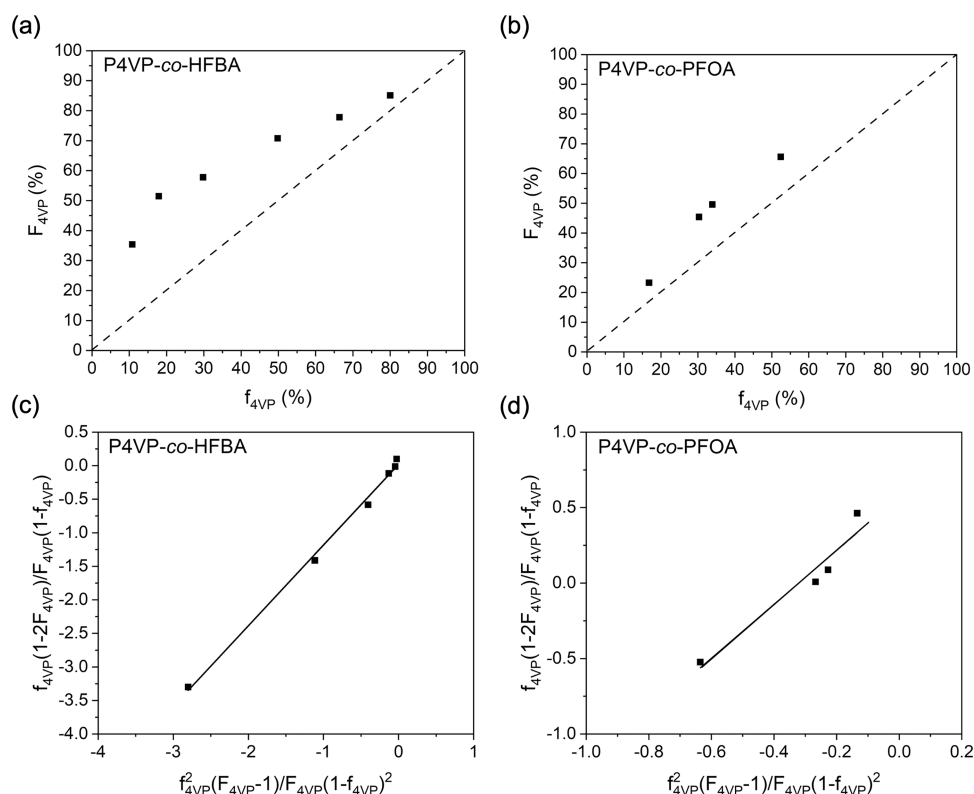 (a)
P4VP-co-HFBA
100
90
80
70
60
50
40
30
20
10
0
F4VP (%)
0 10 20 30 40 50 60 70 80 90 100
f4VP (%)
(b)
P4VP-co-PFOA
100
90
80
70
60
50
40
30
20
10
0
F4VP (%)
0 10 20 30 40 50 60 70 80 90 100
f4VP (%)
(c)
P4VP-co-HFBA
0.5
0.0
-0.5
-1.0
-1.5
-2.0
-2.5
-3.0
-3.5
-4.0
f4VP(1-2F4VP)/F4VP(1-f4VP)
-4 -3 -2 -1 0 1
f²4VP(F4VP-1)/F4VP(1-f4VP)²
(d)
P4VP-co-PFOA
1.0
0.5
0.0
-0.5
-1.0
f4VP(1-2F4VP)/F4VP(1-f4VP)
-1.0 -0.8 -0.6 -0.4 -0.2 0.0 0.2
f²4VP(F4VP-1)/F4VP(1-f4VP)²